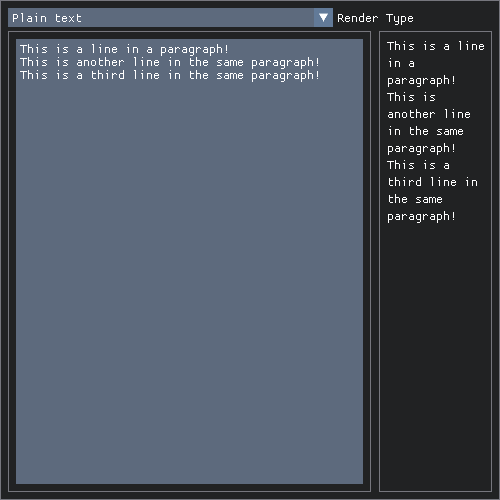 Plain text
Render Type
This is a line in a paragraph!
This is another line in the same paragraph!
This is a third line in the same paragraph!
This is a line
in a
paragraph!
This is
another line
in the same
paragraph!
This is a
third line in
the same
paragraph!